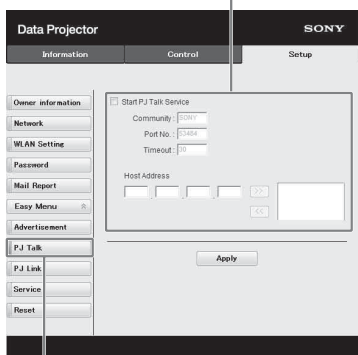 Data Projector
SONY
Information
Control
Setup
Owner information
Network
WLAN Setting
Password
Mail Report
Easy Menu
Advertisement
PJ Talk
PJ Link
Service
Reset
Start PJ Talk Service
Community : SONY
Port No. : 53484
Timeout : 30
Host Address
. . .
>>
<<
Apply